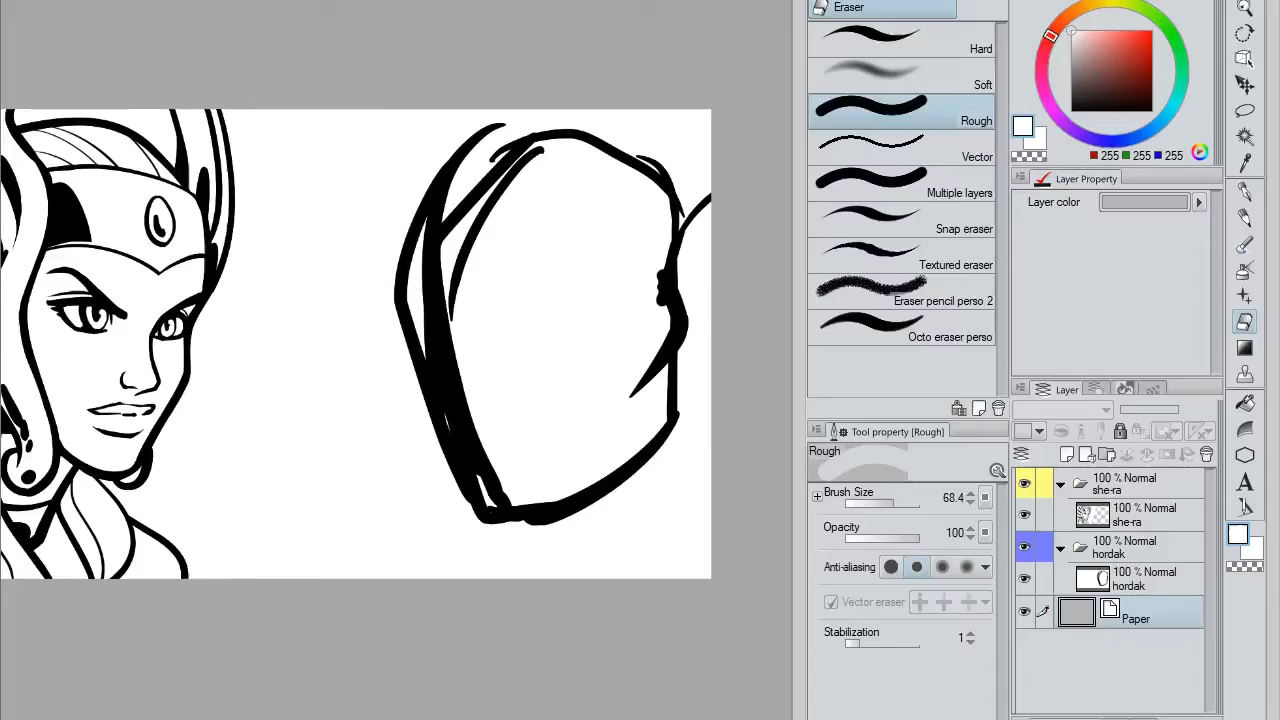 Eraser
Hard
Soft
Rough
Vector
Multiple layers
Snap eraser
Textured eraser
Eraser pencil perso 2
Octo eraser perso
Tool property [Rough]
Rough
Brush Size 68.4
Opacity 100
Anti-aliasing
Vector eraser
Stabilization 1
255 255 255
Layer Property
Layer color
Layer
100 % Normal
she-ra
100 % Normal
she-ra
100 % Normal
hordak
100 % Normal
hordak
Paper